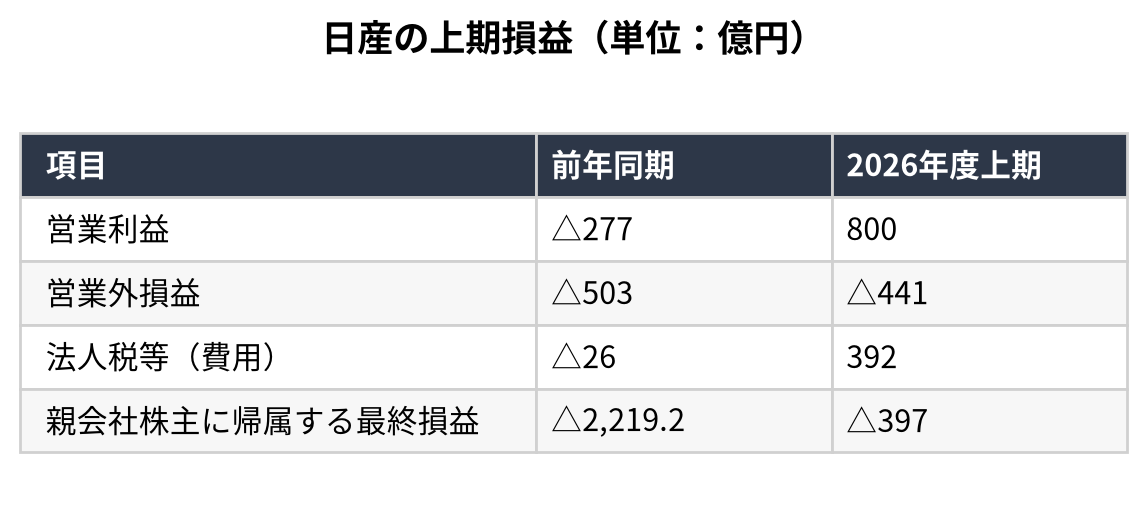 日産の上期損益（単位：億円）
項目 前年同期 2026年度上期
営業利益 △277 800
営業外損益 △503 △441
法人税等（費用） △26 392
親会社株主に帰属する最終損益 △2,219.2 △397